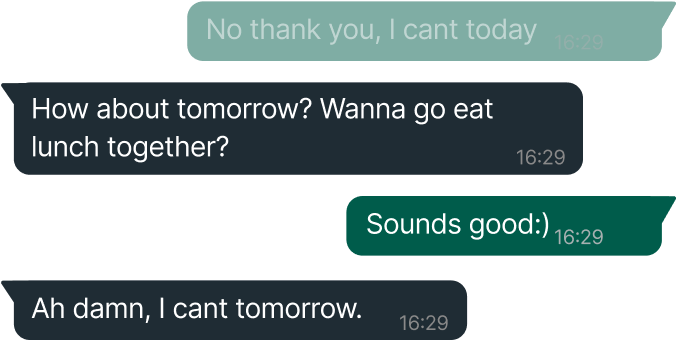 No thank you, I cant today 16:29
How about tomorrow? Wanna go eat
lunch together?
16:29
Sounds good:) 16:29
Ah damn, I cant tomorrow. 16:29